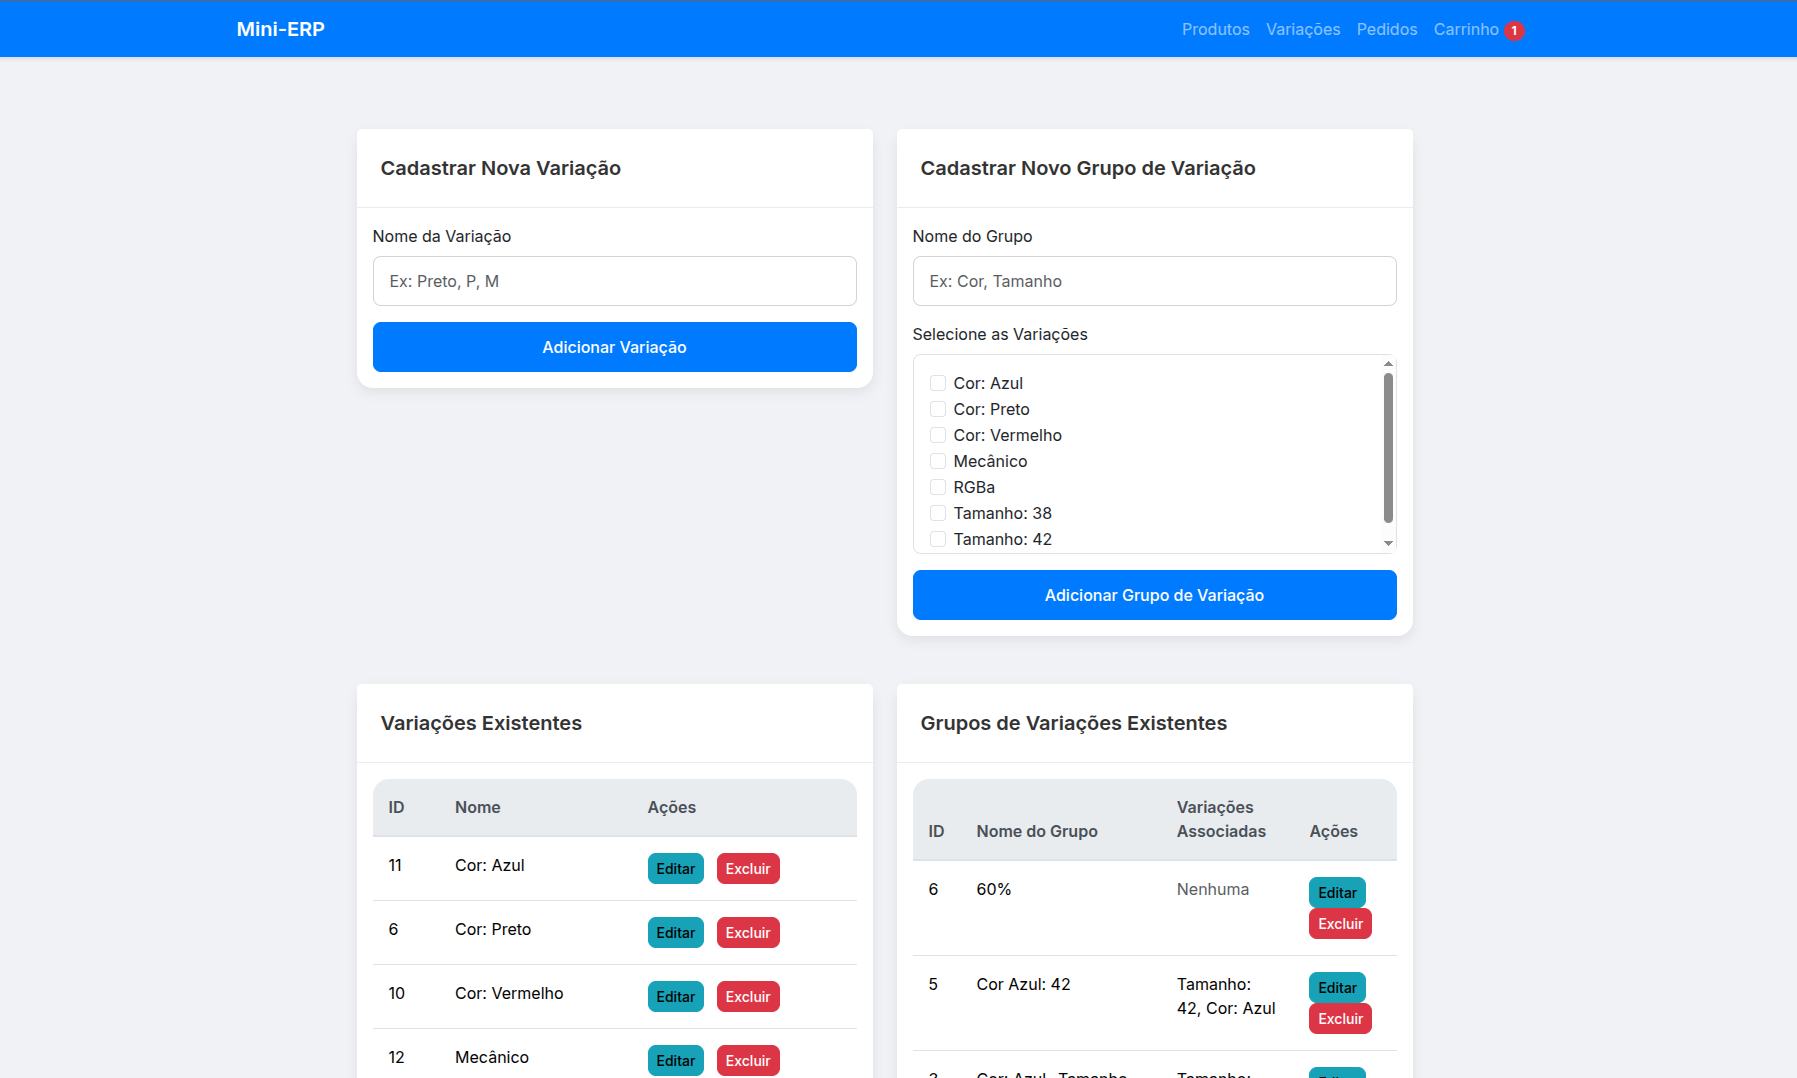 Mini-ERP
Produtos Variações Pedidos Carrinho 1
Cadastrar Nova Variação
Nome da Variação
Ex: Preto, P, M
Adicionar Variação
Cadastrar Novo Grupo de Variação
Nome do Grupo
Ex: Cor, Tamanho
Selecione as Variações
Cor: Azul
Cor: Preto
Cor: Vermelho
Mecânico
RGBa
Tamanho: 38
Tamanho: 42
Adicionar Grupo de Variação
Variações Existentes
ID Nome Ações
11 Cor: Azul Editar Excluir
6 Cor: Preto Editar Excluir
10 Cor: Vermelho Editar Excluir
12 Mecânico Editar Excluir
Grupos de Variações Existentes
Variações
ID Nome do Grupo Associadas Ações
6 60% Nenhuma Editar
Excluir
5 Cor Azul: 42 Tamanho: Editar
42, Cor: Azul Excluir
Tamanho: